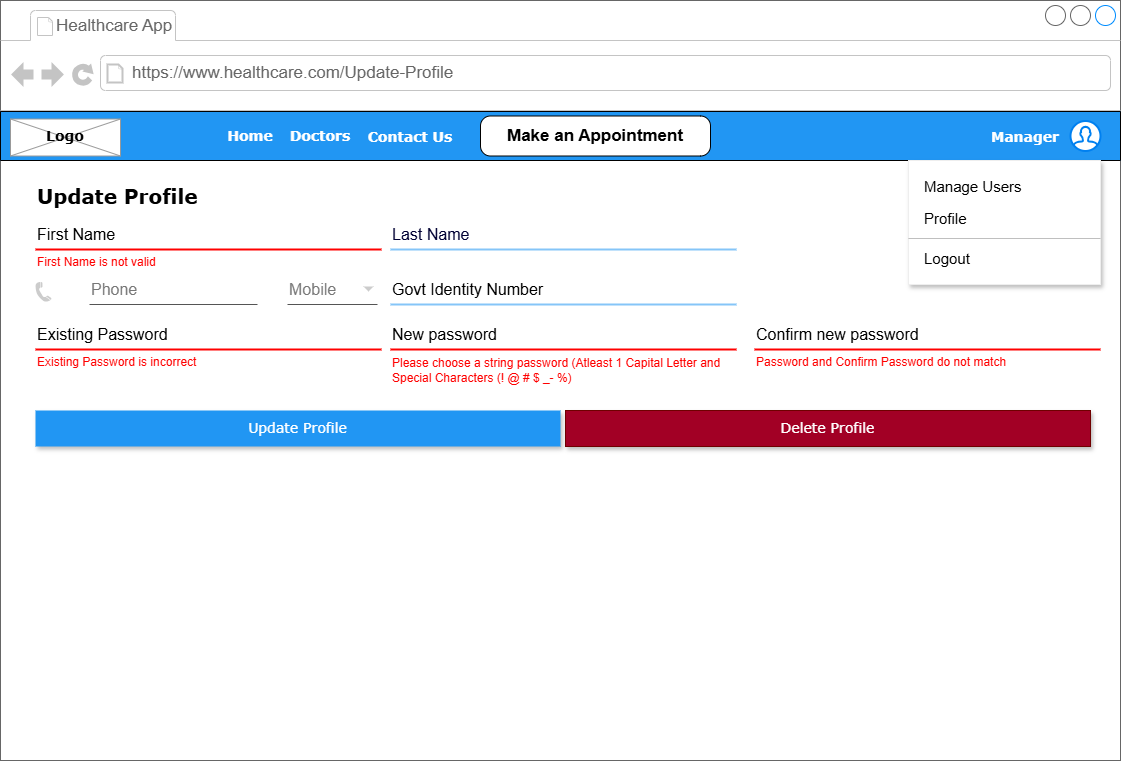 Healthcare App
https://www.healthcare.com/Update-Profile
Logo
Home
Doctors
Contact Us
Make an Appointment
Manager
Manage Users
Profile
Logout
Update Profile
First Name
Last Name
First Name is not valid
Phone
Mobile
Govt Identity Number
Existing Password
New password
Confirm new password
Existing Password is incorrect
Please choose a string password (Atleast 1 Capital Letter and
Special Characters (! @ # $ _- %)
Password and Confirm Password do not match
Update Profile
Delete Profile